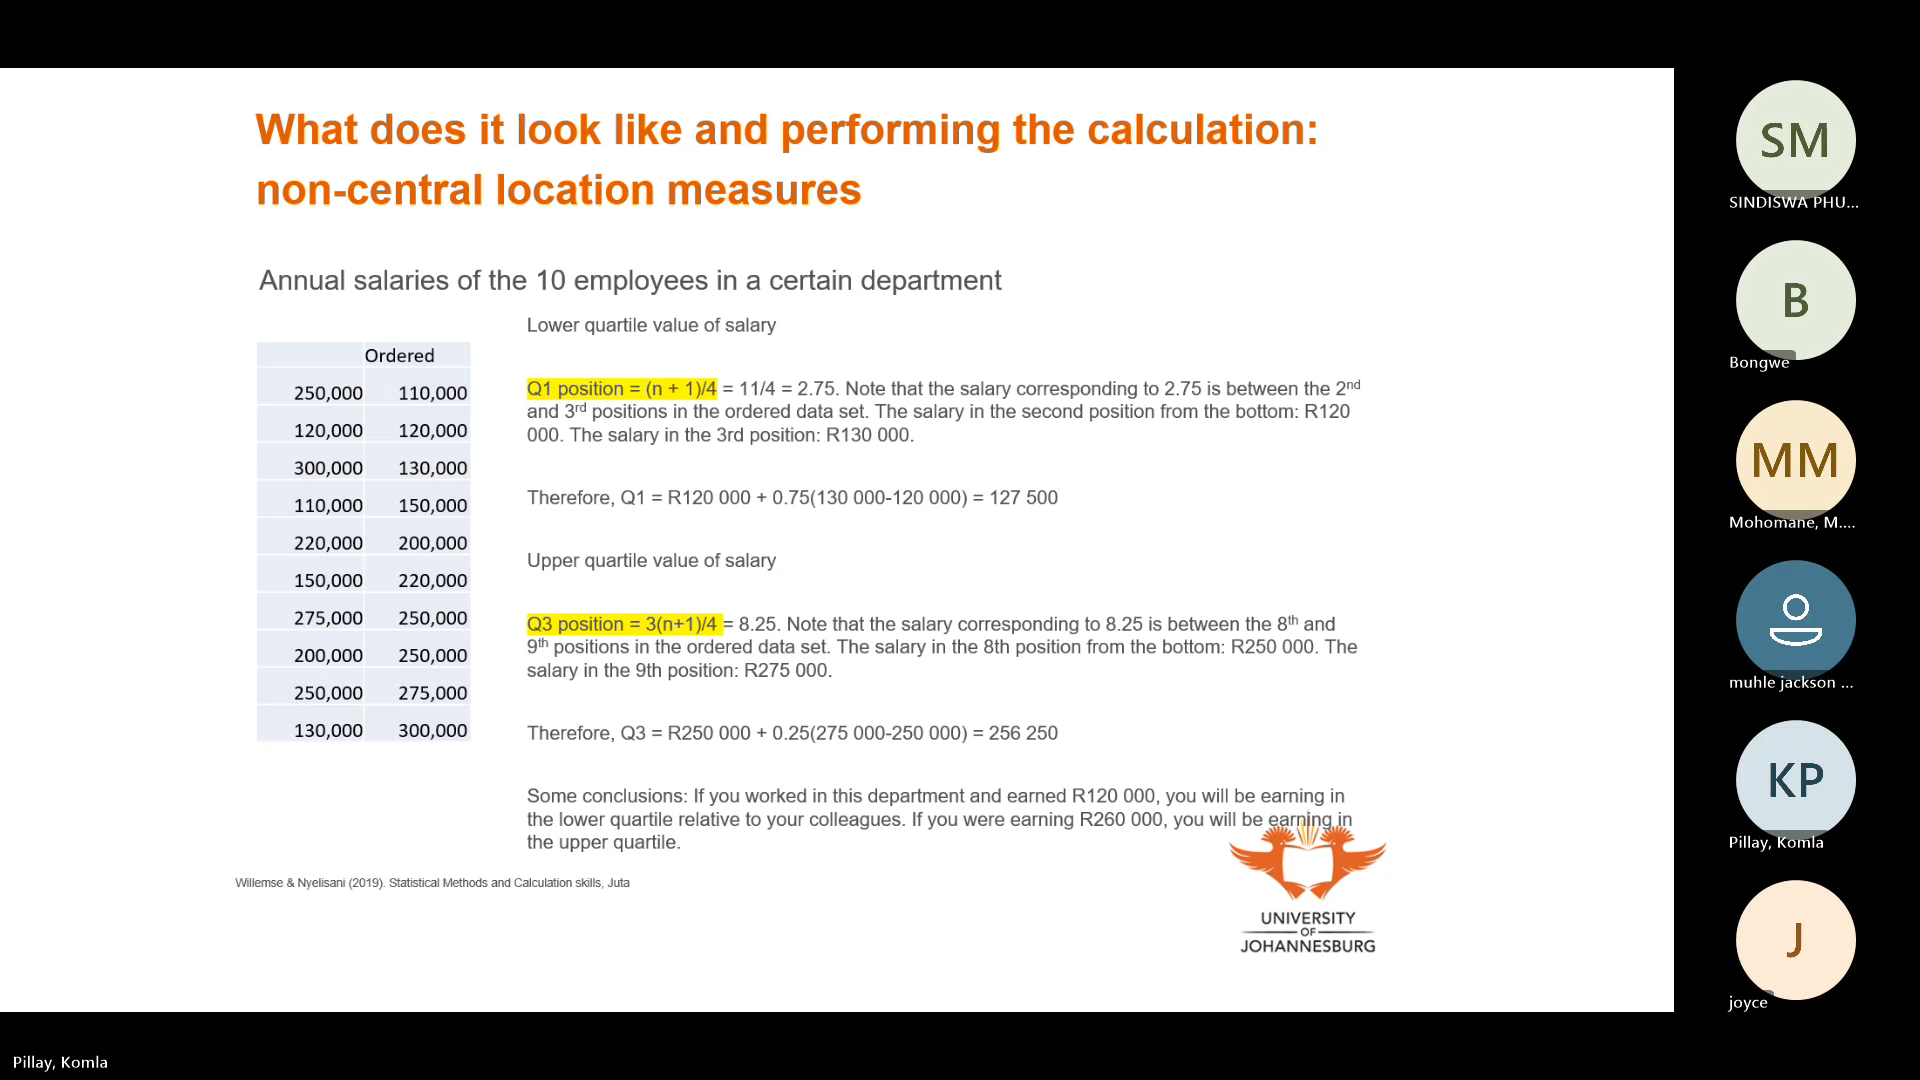 What does it look like and performing the calculation:
non-central location measures
Annual salaries of the 10 employees in a certain department
Ordered
250,000 110,000
120,000 120,000
300,000 130,000
110,000 150,000
220,000 200,000
150,000 220,000
275,000 250,000
200,000 250,000
250,000 275,000
130,000 300,000
Lower quartile value of salary
Q1 position = (n + 1)/4 = 11/4 = 2.75. Note that the salary corresponding to 2.75 is between the 2nd
and 3rd positions in the ordered data set. The salary in the second position from the bottom: R120
000. The salary in the 3rd position: R130 000.
Therefore, Q1 = R120 000 + 0.75(130 000-120 000) = 127 500
Upper quartile value of salary
Q3 position = 3(n+1)/4 = 8.25. Note that the salary corresponding to 8.25 is between the 8th and
9th positions in the ordered data set. The salary in the 8th position from the bottom: R250 000. The
salary in the 9th position: R275 000.
Therefore, Q3 = R250 000 + 0.25(275 000-250 000) = 256 250
Some conclusions: If you worked in this department and earned R120 000, you will be earning in
the lower quartile relative to your colleagues. If you were earning R260 000, you will be earning in
the upper quartile.
Willemse & Nyelisani (2019). Statistical Methods and Calculation skills, Juta
UNIVERSITY
OF
JOHANNESBURG
SM
SINDISWA PHU...
B
Bongwe
MM
Mohomane, M....
muhle jackson ...
KP
Pillay, Komla
J
joyce
Pillay, Komla